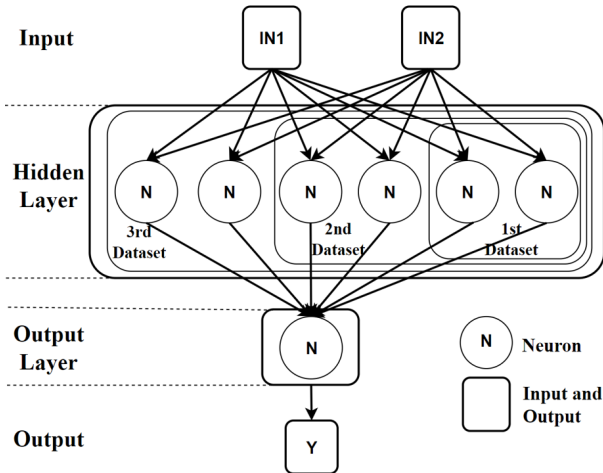 Input
IN1
IN2
Hidden
Layer
N
N
N
N
N
N
3rd
Dataset
2nd
Dataset
1st
Dataset
Output
Layer
N
N
Neuron
Input and
Output
Output
Y